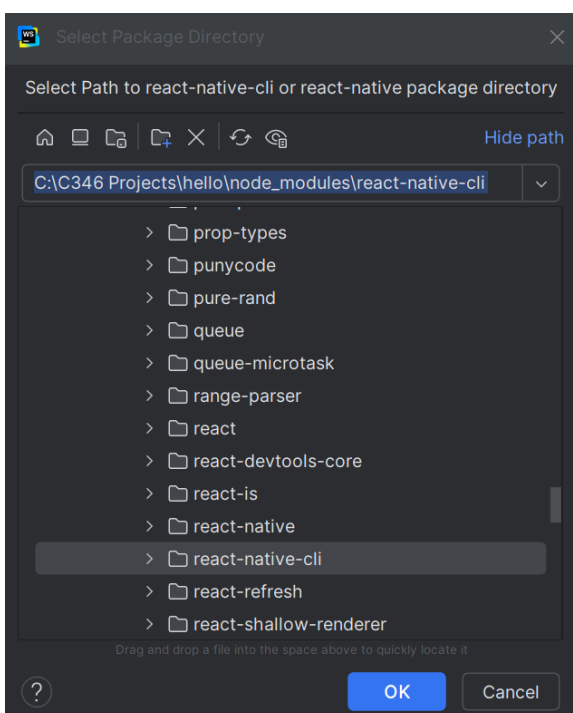 WS
Select Package Directory
Select Path to react-native-cli or react-native package directory
Hide path
C:\C346 Projects\hello\node_modules\react-native-cli
prop-types
punycode
pure-rand
queue
queue-microtask
range-parser
react
react-devtools-core
react-is
react-native
react-native-cli
react-refresh
react-shallow-renderer
Drag and drop a file into the space above to quickly locate it
?
OK
Cancel